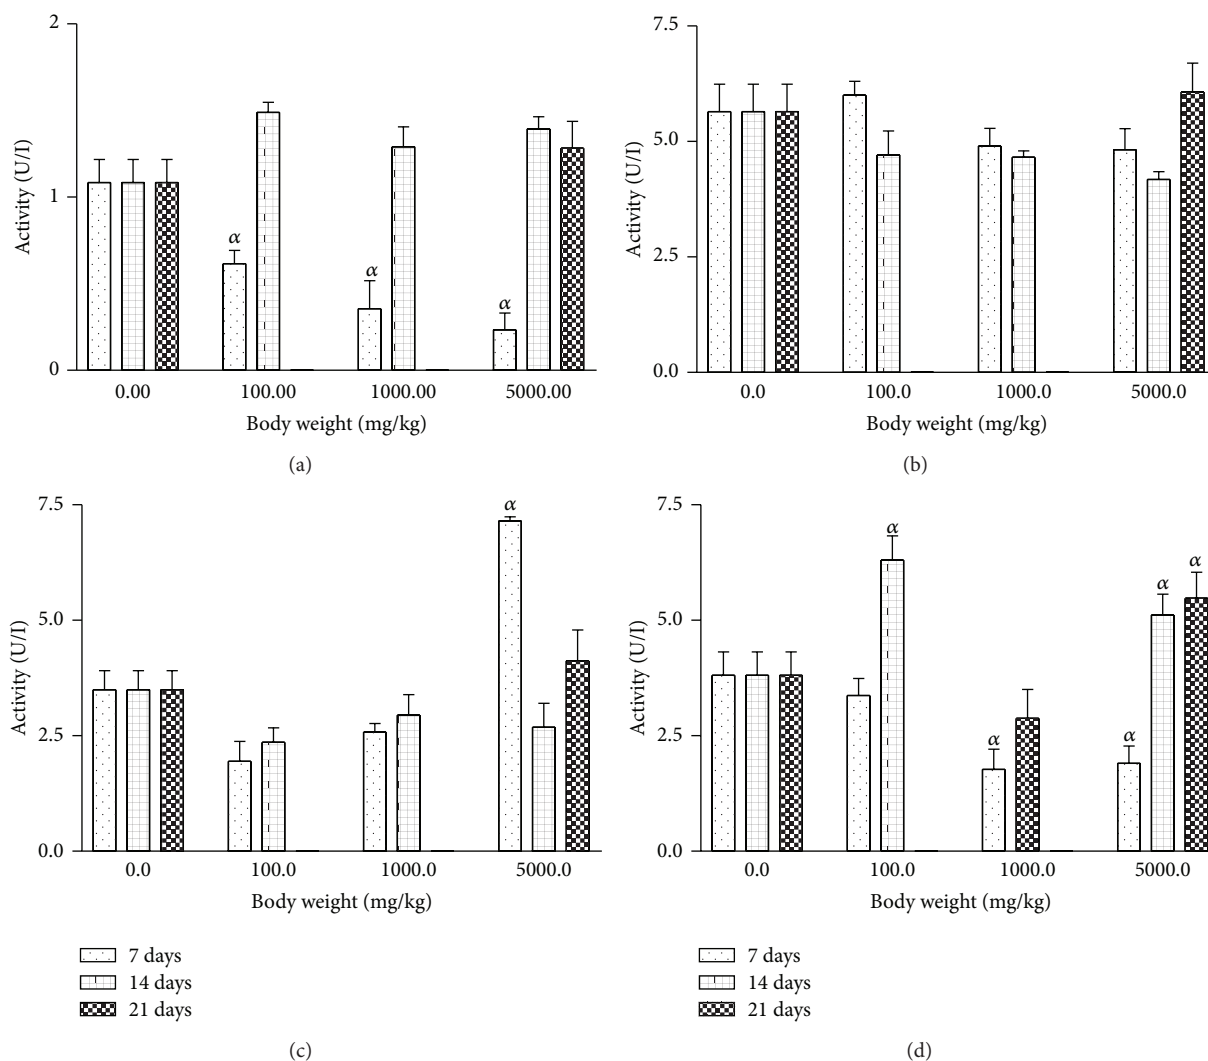 2
1
0
Activity (U/I)
α
α
α
0.00 100.00 1000.00 5000.00
Body weight (mg/kg)
(a)
7.5
5.0
2.5
0.0
Activity (U/I)
0.0 100.0 1000.0 5000.0
Body weight (mg/kg)
(b)
7.5
5.0
2.5
0.0
Activity (U/I)
α
0.0 100.0 1000.0 5000.0
Body weight (mg/kg)
7 days
14 days
21 days
(c)
7.5
5.0
2.5
0.0
Activity (U/I)
α
α
α
α
α
0.0 100.0 1000.0 5000.0
Body weight (mg/kg)
7 days
14 days
21 days
(d)